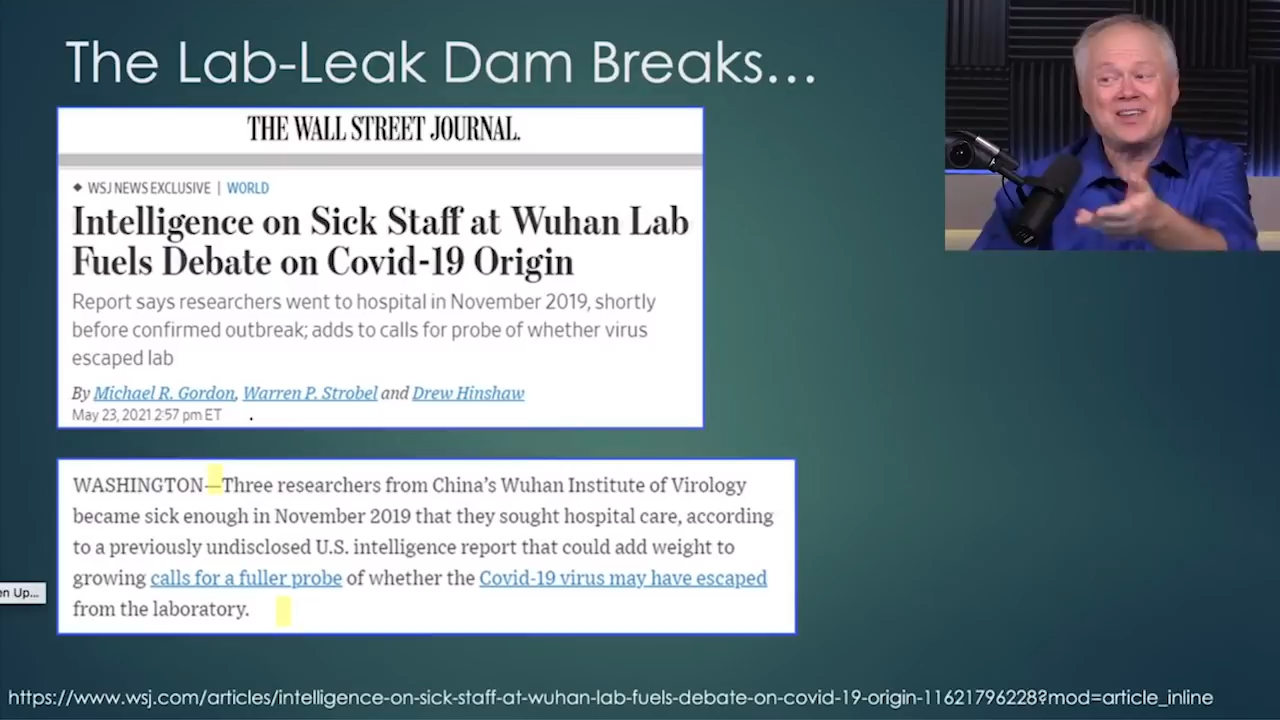 The Lab-Leak Dam Breaks...
THE WALL STREET JOURNAL.
◆ WSJ NEWS EXCLUSIVE | WORLD
Intelligence on Sick Staff at Wuhan Lab
Fuels Debate on Covid-19 Origin
Report says researchers went to hospital in November 2019, shortly
before confirmed outbreak; adds to calls for probe of whether virus
escaped lab
By Michael R. Gordon, Warren P. Strobel and Drew Hinshaw
May 23, 2021 2:57 pm ET
WASHINGTON—Three researchers from China's Wuhan Institute of Virology
became sick enough in November 2019 that they sought hospital care, according
to a previously undisclosed U.S. intelligence report that could add weight to
growing calls for a fuller probe of whether the Covid-19 virus may have escaped
from the laboratory.
en Up...
https://www.wsj.com/articles/intelligence-on-sick-staff-at-wuhan-lab-fuels-debate-on-covid-19-origin-11621796228?mod=article_inline